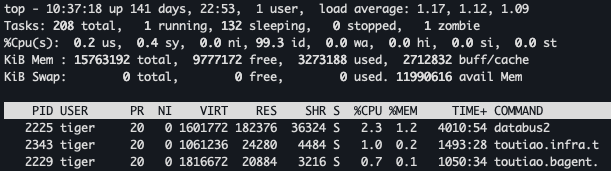 top - 10:37:18 up 141 days, 22:53,  1 user,  load average: 1.17, 1.12, 1.09
Tasks: 208 total,   1 running, 132 sleeping,   0 stopped,   1 zombie
%Cpu(s):  0.2 us,  0.4 sy,  0.0 ni, 99.3 id,  0.0 wa,  0.0 hi,  0.0 si,  0.0 st
KiB Mem : 15763192 total,  9777172 free,  3273188 used,  2712832 buff/cache
KiB Swap:        0 total,        0 free,        0 used. 11990616 avail Mem
PID USER      PR  NI    VIRT    RES    SHR S  %CPU %MEM     TIME+ COMMAND
2225 tiger     20   0 1601772 182376  36324 S   2.3  1.2   4010:54 databus2
2343 tiger     20   0 1061236  24280   4484 S   1.0  0.2   1493:28 toutiao.infra.t
2229 tiger     20   0 1816672  20884   3216 S   0.7  0.1   1050:34 toutiao.bagent.